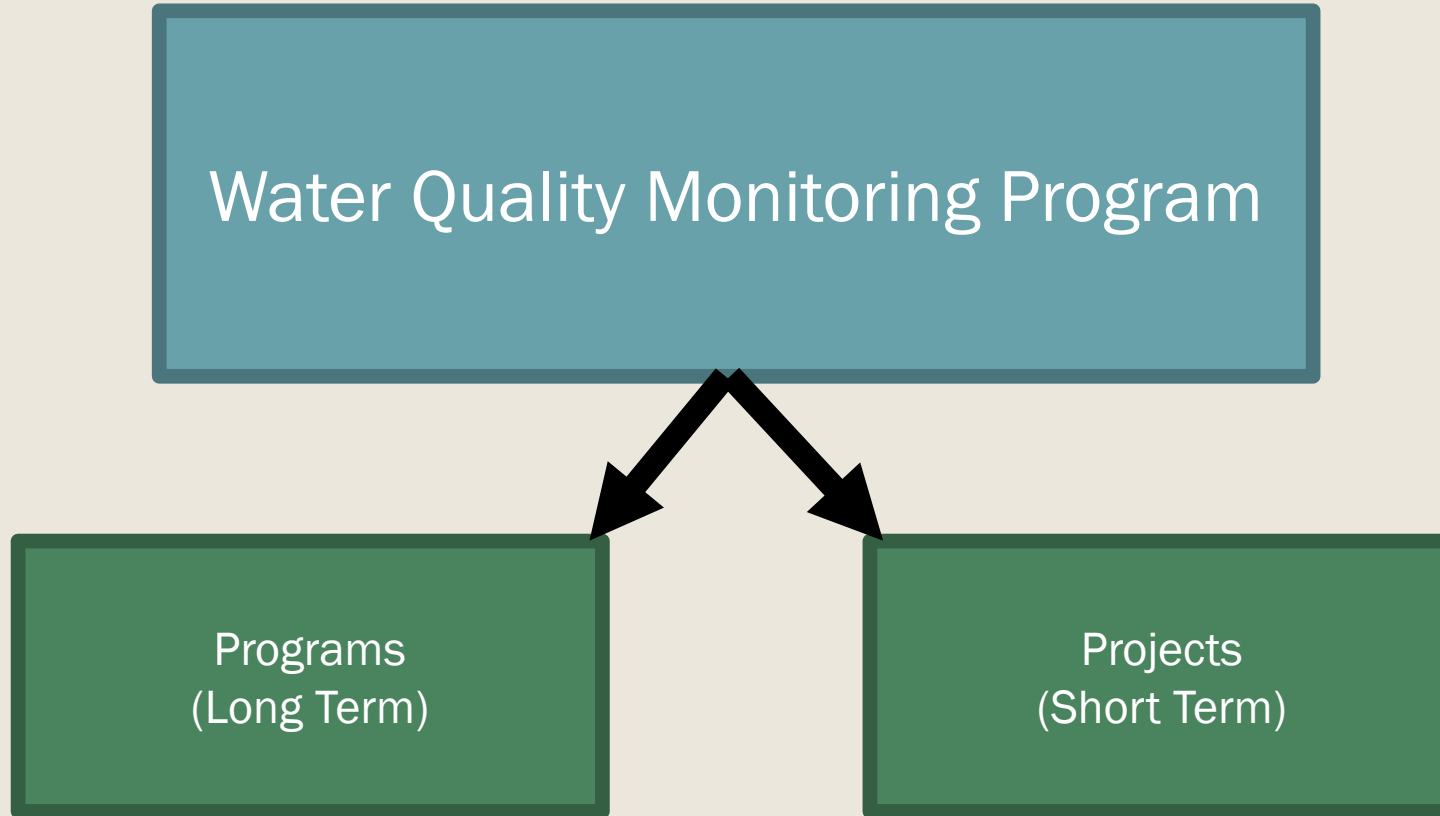 Water Quality Monitoring Program
Programs
(Long Term)
Projects
(Short Term)